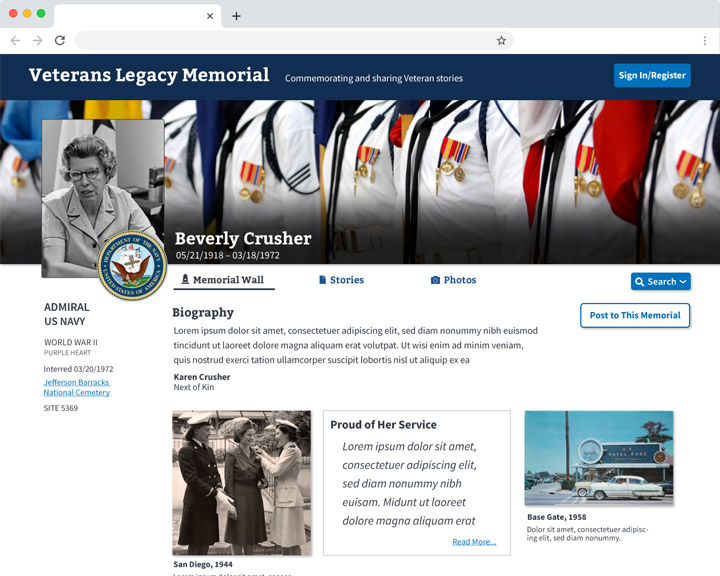 Veterans Legacy Memorial
Commemorating and sharing Veteran stories
Sign In/Register
Beverly Crusher
05/21/1918 – 03/18/1972
DEPARTMENT OF THE NAVY
UNITED STATES OF AMERICA
Memorial Wall
Stories
Photos
Search
ADMIRAL
US NAVY
WORLD WAR II
PURPLE HEART
Interred 03/20/1972
Jefferson Barracks
National Cemetery
SITE 5369
Biography
Post to This Memorial
Lorem ipsum dolor sit amet, consectetuer adipiscing elit, sed diam nonummy nibh euismod
tincidunt ut laoreet dolore magna aliquam erat volutpat. Ut wisi enim ad minim veniam,
quis nostrud exerci tation ullamcorper suscipit lobortis nisl ut aliquip ex ea
Karen Crusher
Next of Kin
San Diego, 1944
Proud of Her Service
Lorem ipsum dolor sit amet,
consectetuer adipiscing elit,
sed diam nonummy nibh
euisam. Midunt ut laoreet
dolore magna aliquam erat
Read More...
U.S.
NAVAL BASE
Base Gate, 1958
Dolor sit amet, consectetuer adipisc-
ing elit, sed diam nonummy.